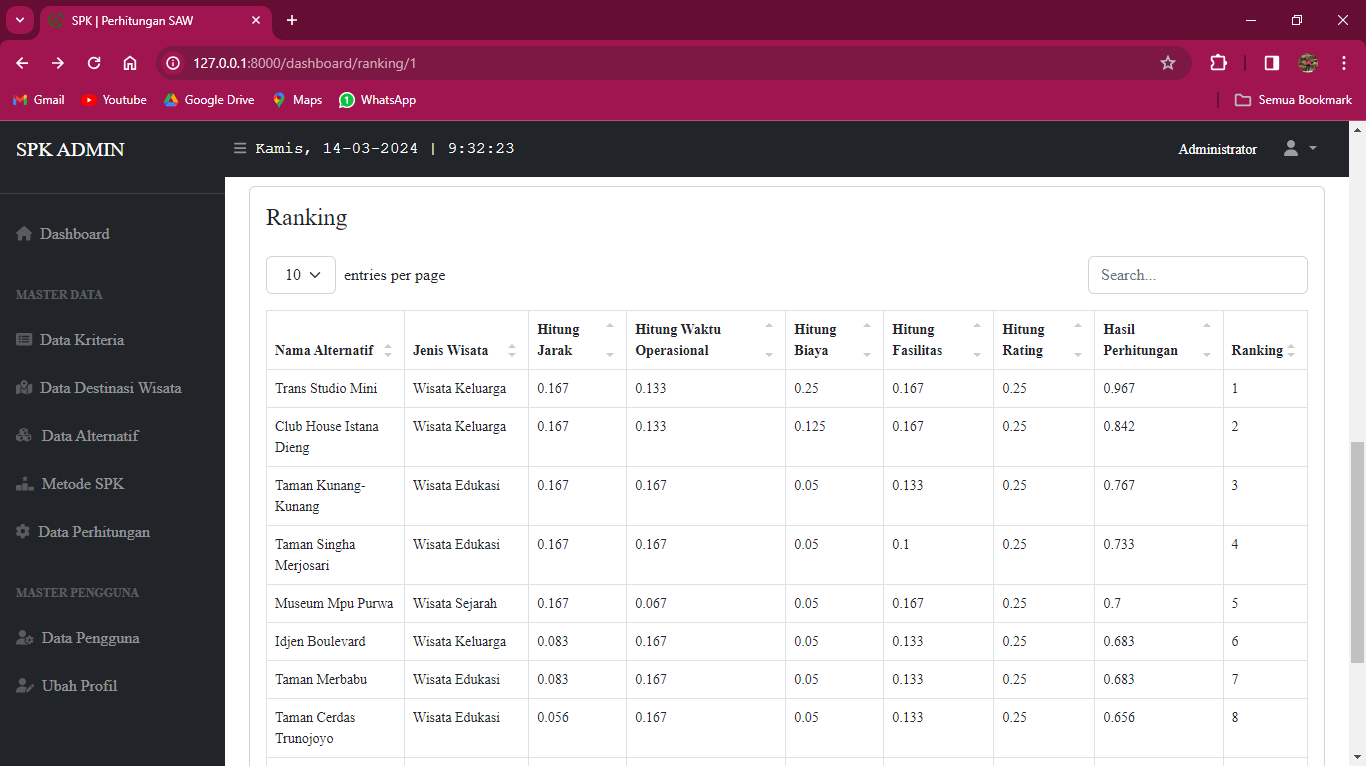 SPK | Perhitungan SAW
127.0.0.1:8000/dashboard/ranking/1
Gmail Youtube Google Drive Maps WhatsApp Semua Bookmark
SPK ADMIN
Kamis, 14-03-2024 | 9:32:23
Administrator
Dashboard
MASTER DATA
Data Kriteria
Data Destinasi Wisata
Data Alternatif
Metode SPK
Data Perhitungan
MASTER PENGGUNA
Data Pengguna
Ubah Profil
Ranking
10 entries per page
Search...
Nama Alternatif Jenis Wisata Hitung Jarak Hitung Waktu Operasional Hitung Biaya Hitung Fasilitas Hitung Rating Hasil Perhitungan Ranking
Trans Studio Mini Wisata Keluarga 0.167 0.133 0.25 0.167 0.25 0.967 1
Club House Istana Dieng Wisata Keluarga 0.167 0.133 0.125 0.167 0.25 0.842 2
Taman Kunang-Kunang Wisata Edukasi 0.167 0.167 0.05 0.133 0.25 0.767 3
Taman Singha Merjosari Wisata Edukasi 0.167 0.167 0.05 0.1 0.25 0.733 4
Museum Mpu Purwa Wisata Sejarah 0.167 0.067 0.05 0.167 0.25 0.7 5
Idjen Boulevard Wisata Keluarga 0.083 0.167 0.05 0.133 0.25 0.683 6
Taman Merbabu Wisata Edukasi 0.083 0.167 0.05 0.133 0.25 0.683 7
Taman Cerdas Trunojoyo Wisata Edukasi 0.056 0.167 0.05 0.133 0.25 0.656 8